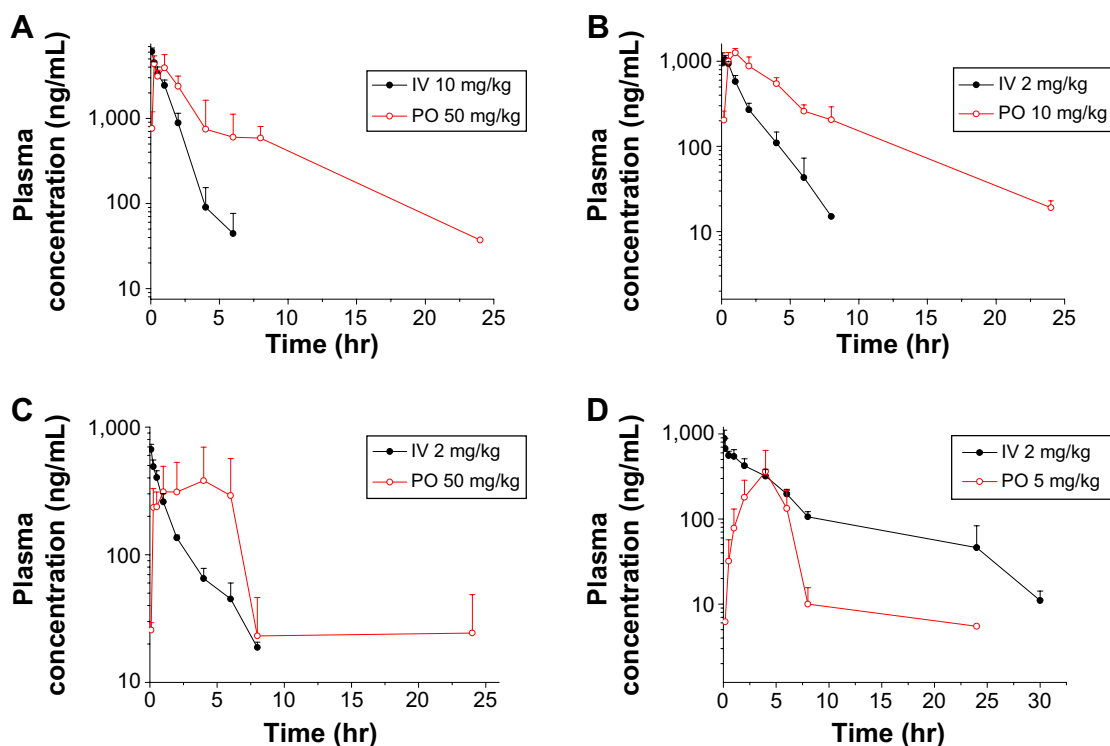 A
Plasma
concentration (ng/mL)
1,000
100
10
0
5
10
15
20
25
Time (hr)
IV 10 mg/kg
PO 50 mg/kg
B
Plasma
concentration (ng/mL)
1,000
100
10
0
5
10
15
20
25
Time (hr)
IV 2 mg/kg
PO 10 mg/kg
C
Plasma
concentration (ng/mL)
1,000
100
10
0
5
10
15
20
25
Time (hr)
IV 2 mg/kg
PO 50 mg/kg
D
Plasma
concentration (ng/mL)
1,000
100
10
0
5
10
15
20
25
30
Time (hr)
IV 2 mg/kg
PO 5 mg/kg